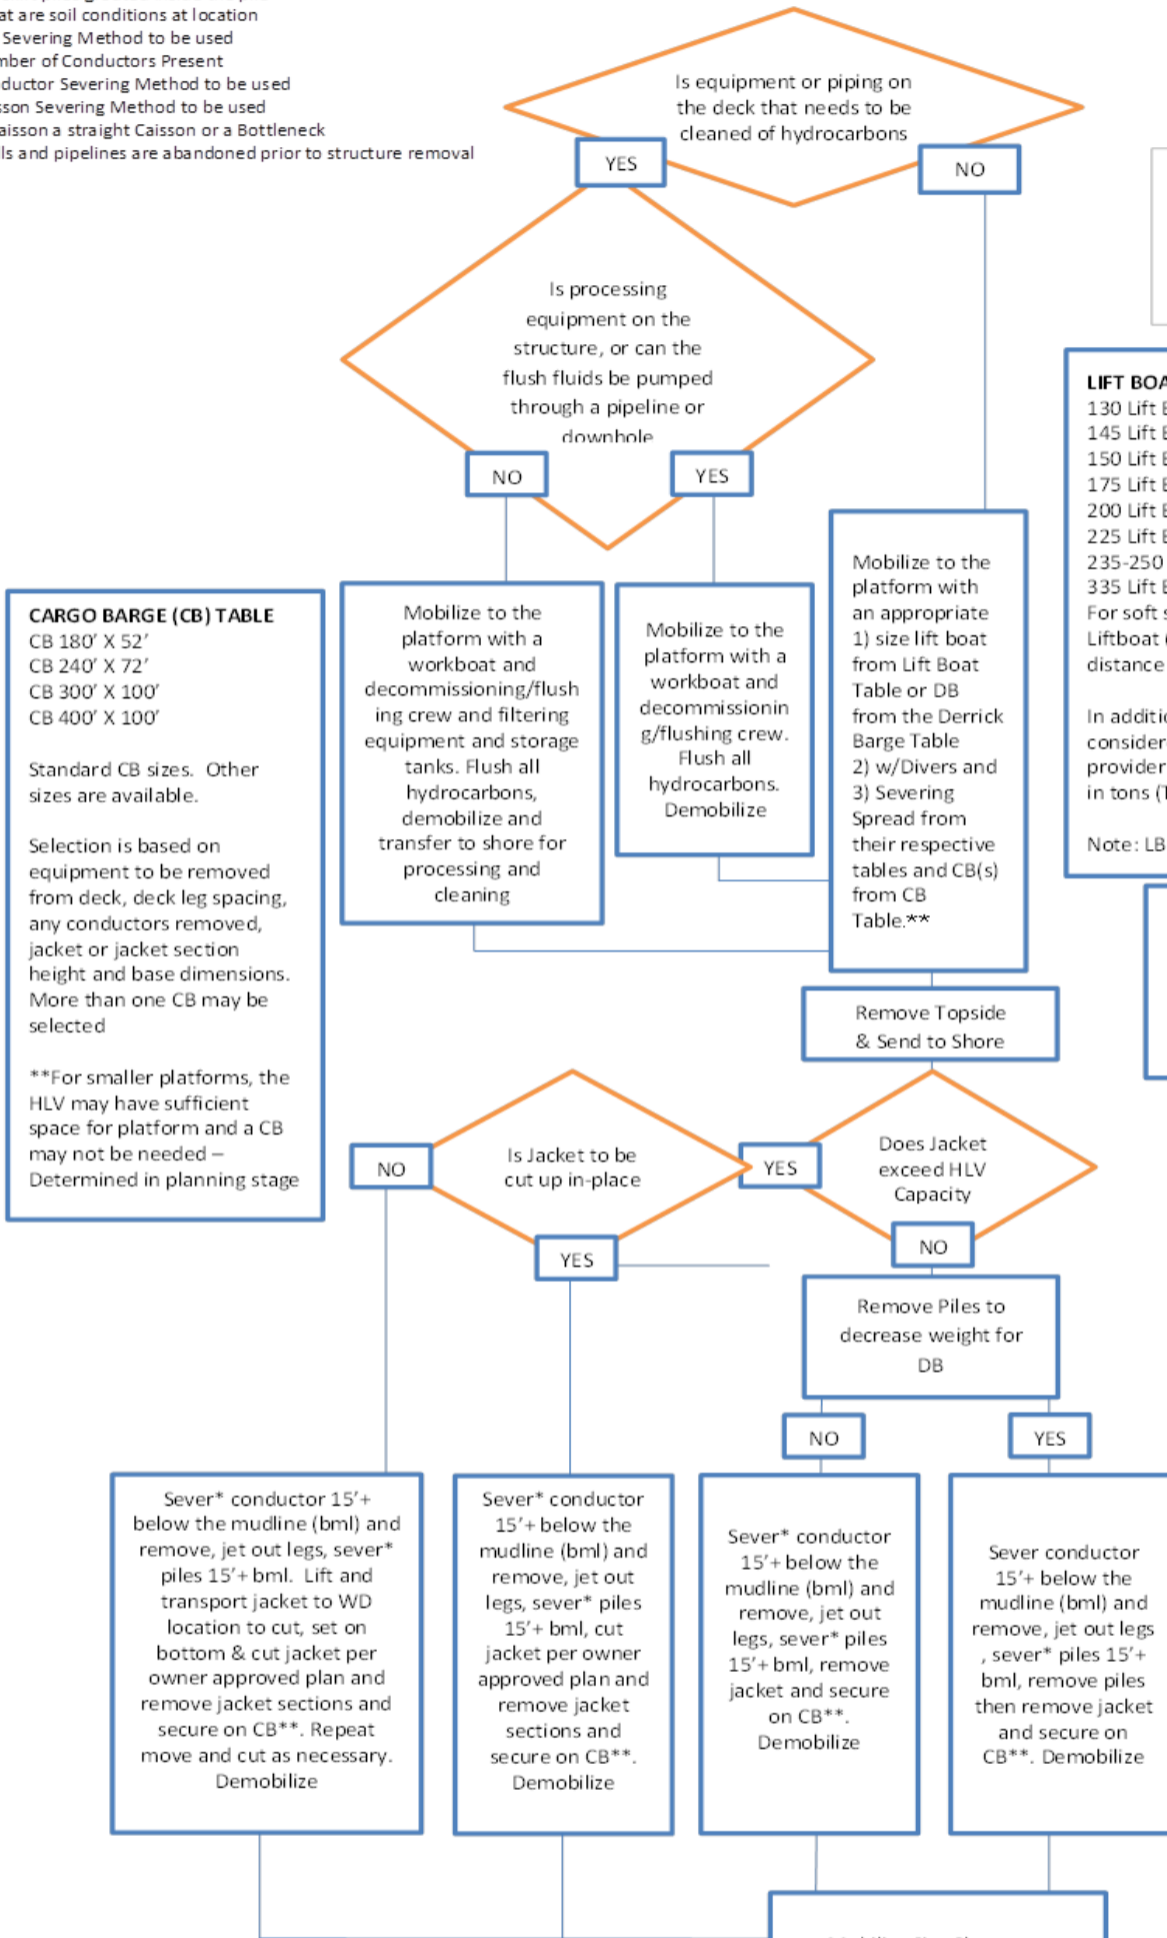 at are soil conditions at location
Severing Method to be used
mber of Conductors Present
ductor Severing Method to be used
sson Severing Method to be used
aisson a straight Caisson or a Bottleneck
lls and pipelines are abandoned prior to structure removal
Is equipment or piping on
the deck that needs to be
cleaned of hydrocarbons
YES
NO
Is processing
equipment on the
structure, or can the
flush fluids be pumped
through a pipeline or
downhole
NO
YES
LIFT BOA
130 Lift B
145 Lift B
150 Lift B
175 Lift B
200 Lift B
225 Lift B
235-250
335 Lift B
For soft s
Liftboat (
distance
In additio
consider
provider
in tons (T
Note: LB
CARGO BARGE (CB) TABLE
CB 180' X 52'
CB 240' X 72'
CB 300' X 100'
CB 400' X 100'
Standard CB sizes. Other
sizes are available.
Selection is based on
equipment to be removed
from deck, deck leg spacing,
any conductors removed,
jacket or jacket section
height and base dimensions.
More than one CB may be
selected
**For smaller platforms, the
HLV may have sufficient
space for platform and a CB
may not be needed –
Determined in planning stage
Mobilize to the
platform with a
workboat and
decommissioning/flush
ing crew and filtering
equipment and storage
tanks. Flush all
hydrocarbons,
demobilize and
transfer to shore for
processing and
cleaning
Mobilize to the
platform with a
workboat and
decommissionin
g/flushing crew.
Flush all
hydrocarbons.
Demobilize
Mobilize to the
platform with
an appropriate
1) size lift boat
from Lift Boat
Table or DB
from the Derrick
Barge Table
2) w/Divers and
3) Severing
Spread from
their respective
tables and CB(s)
from CB
Table.**
Remove Topside
& Send to Shore
NO
Is Jacket to be
cut up in-place
YES
Does Jacket
exceed HLV
Capacity
YES
NO
Remove Piles to
decrease weight for
DB
NO
YES
Sever* conductor 15'+
below the mudline (bml) and
remove, jet out legs, sever*
piles 15'+ bml. Lift and
transport jacket to WD
location to cut, set on
bottom & cut jacket per
owner approved plan and
remove jacket sections and
secure on CB**. Repeat
move and cut as necessary.
Demobilize
Sever* conductor
15'+ below the
mudline (bml) and
remove, jet out
legs, sever* piles
15'+ bml, cut
jacket per owner
approved plan and
remove jacket
sections and
secure on CB**.
Demobilize
Sever* conductor
15'+ below the
mudline (bml) and
remove, jet out
legs, sever* piles
15'+ bml, remove
jacket and secure
on CB**.
Demobilize
Sever conductor
15'+ below the
mudline (bml) and
remove, jet out legs
, sever* piles 15'+
bml, remove piles
then remove jacket
and secure on
CB**. Demobilize